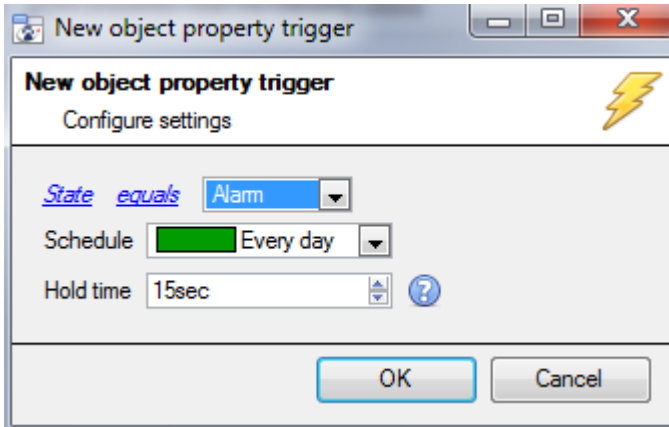 New object property trigger
New object property trigger
Configure settings
State equals Alarm
Schedule Every day
Hold time 15sec
OK Cancel